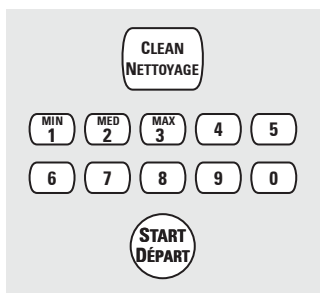 CLEAN
NETTOYAGE
MIN MED MAX
1 2 3 4 5
6 7 8 9 0
START
DÉPART